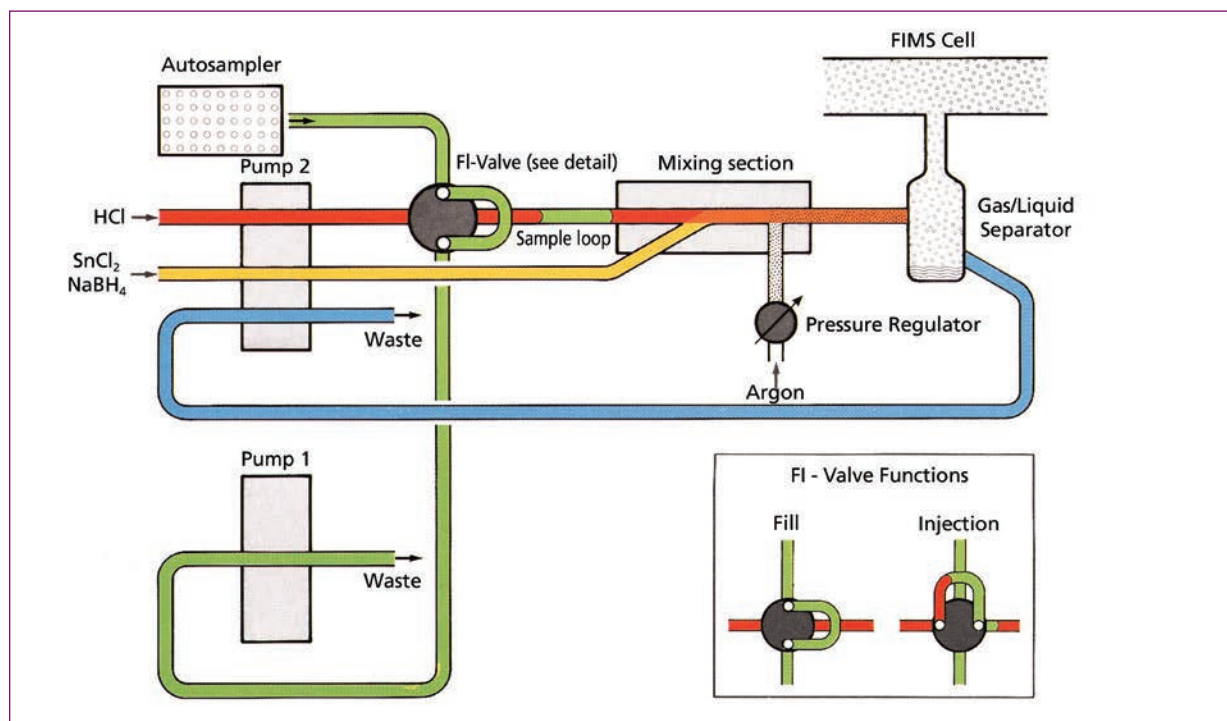 FIMS Cell
Autosampler
Pump 2
FI-Valve (see detail)
Mixing section
HCl
Sample loop
Gas/Liquid
Separator
SnCl₂
NaBH₄
Waste
Pressure Regulator
Argon
Pump 1
Waste
FI - Valve Functions
Fill
Injection